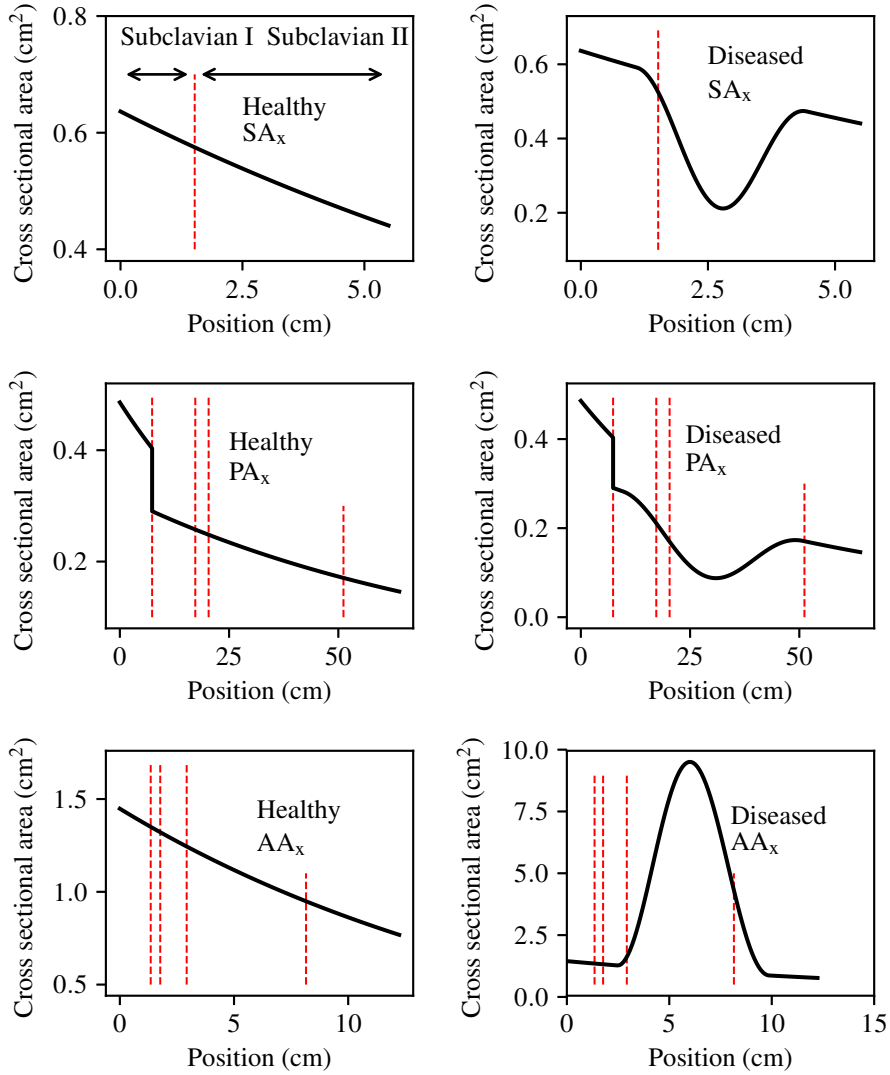 Cross sectional area (cm²)
0.8
0.6
0.4
Subclavian I Subclavian II
Healthy
SAₓ
0.0 2.5 5.0
Position (cm)
Cross sectional area (cm²)
0.6
0.4
0.2
Diseased
SAₓ
0.0 2.5 5.0
Position (cm)
Cross sectional area (cm²)
0.4
0.2
Healthy
PAₓ
0 25 50
Position (cm)
Cross sectional area (cm²)
0.4
0.2
0.0
Diseased
PAₓ
0 25 50
Position (cm)
Cross sectional area (cm²)
1.5
1.0
0.5
Healthy
AAₓ
0 5 10
Position (cm)
Cross sectional area (cm²)
10.0
7.5
5.0
2.5
0.0
Diseased
AAₓ
0 5 10 15
Position (cm)